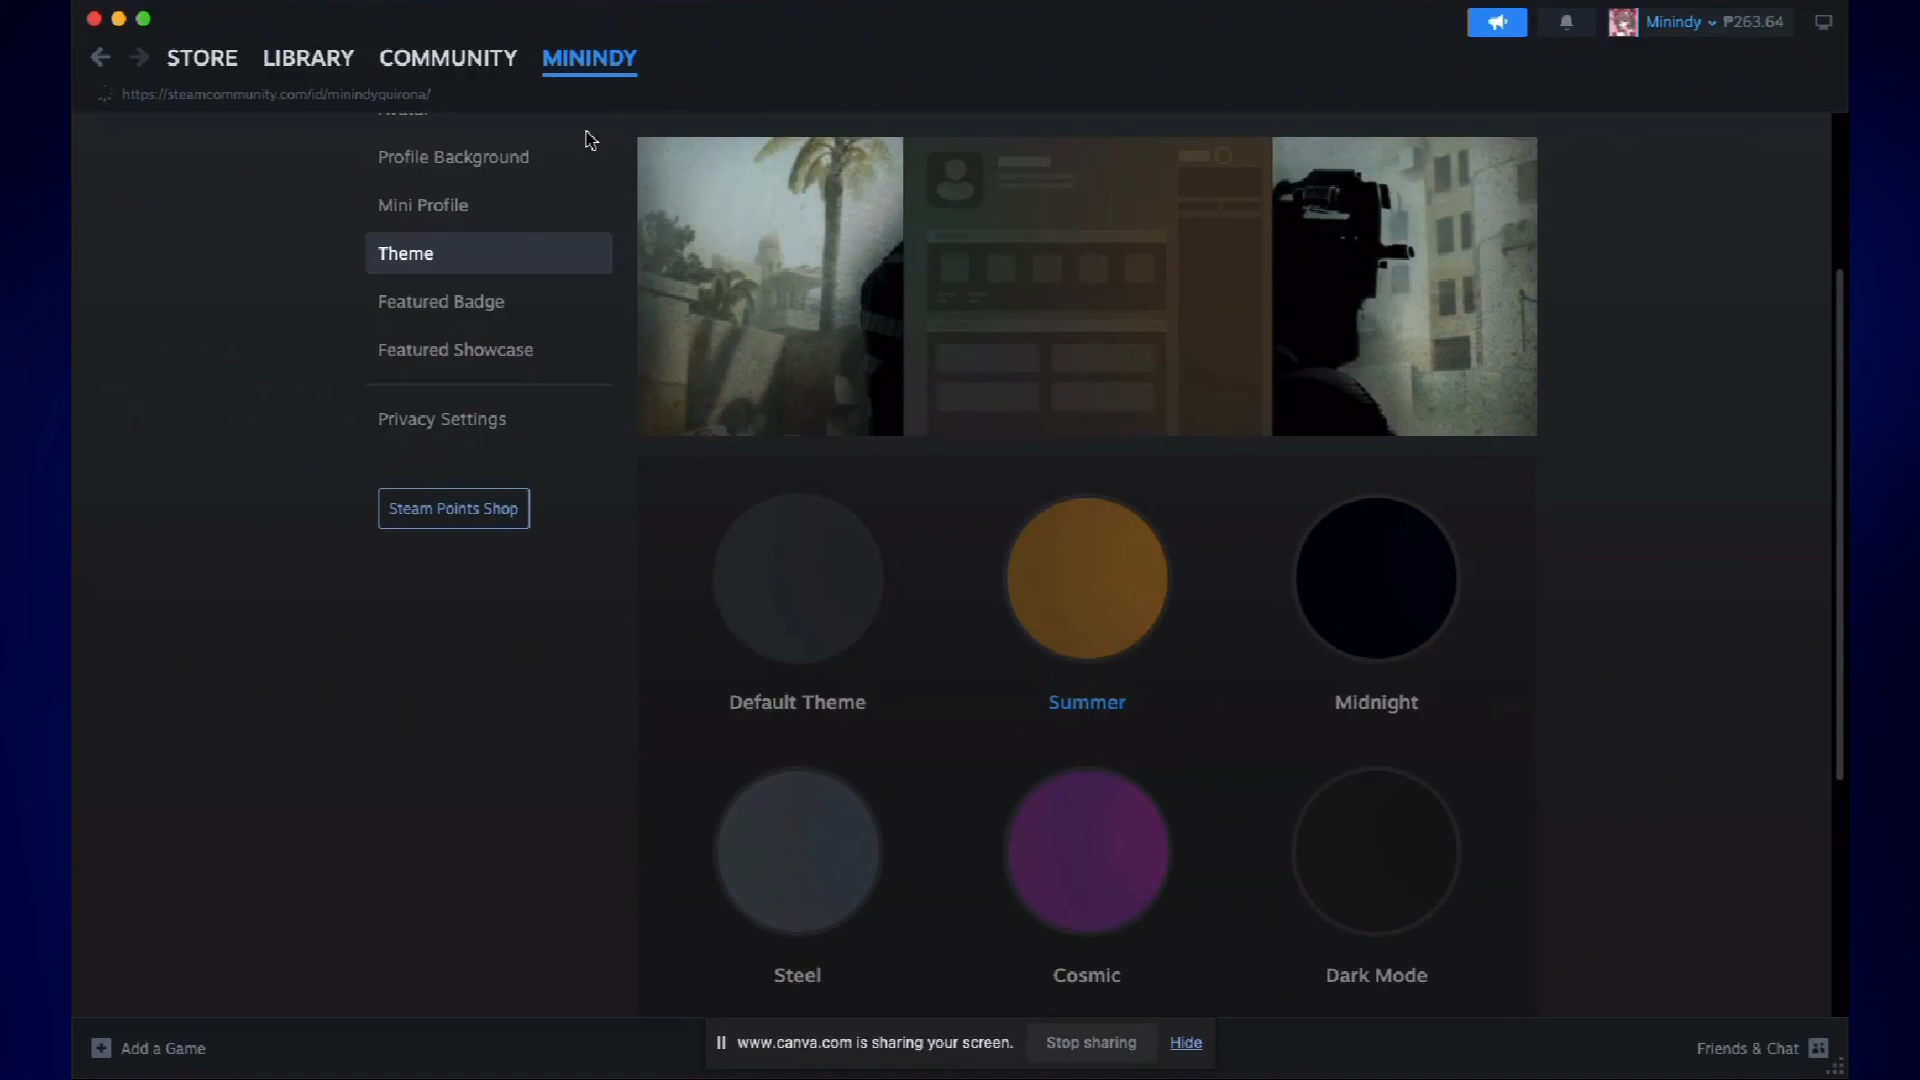 Minindy ₱263.64
STORE LIBRARY COMMUNITY MININDY
https://steamcommunity.com/id/minindyquirona/
Avatar
Profile Background
Mini Profile
Theme
Featured Badge
Featured Showcase
Privacy Settings
Steam Points Shop
Default Theme Summer Midnight
Steel Cosmic Dark Mode
Add a Game
www.canva.com is sharing your screen. Stop sharing Hide
Friends & Chat